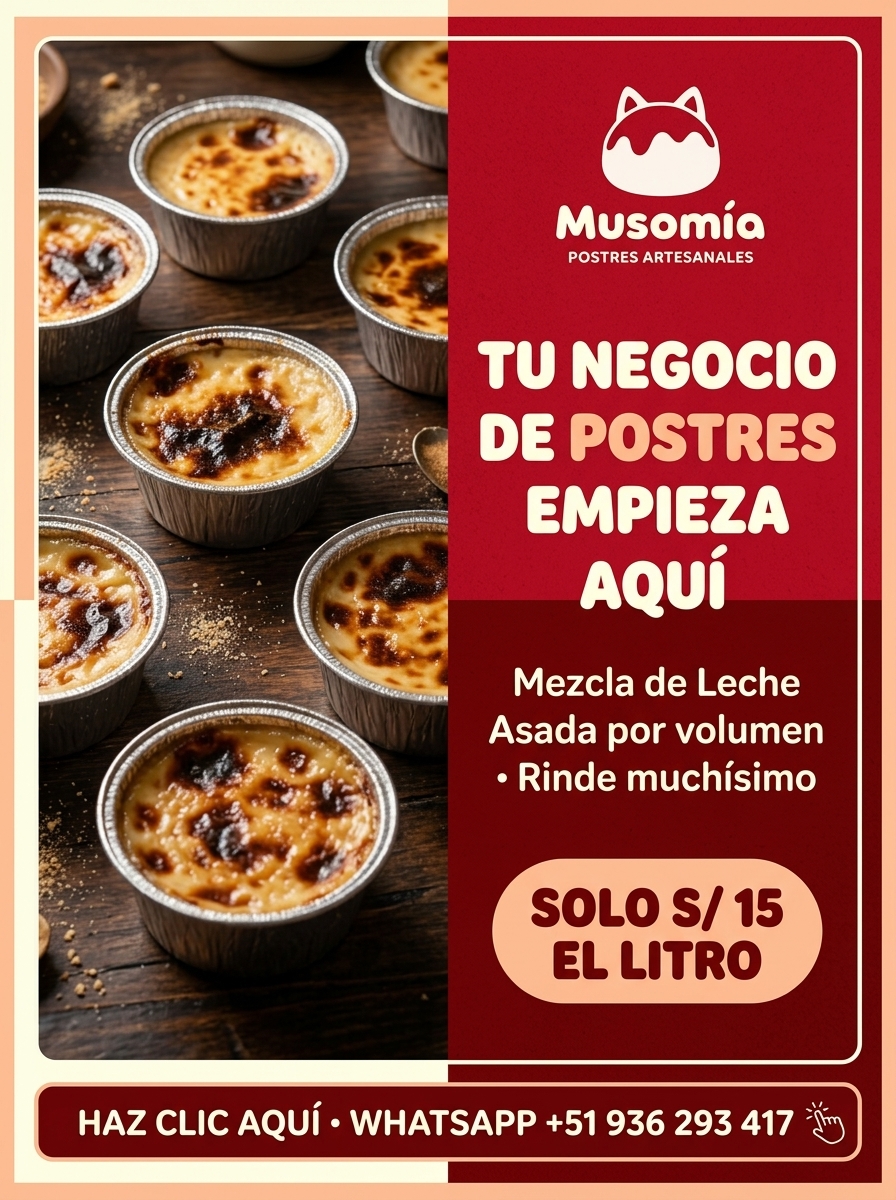 Musomía
POSTRES ARTESANALES
TU NEGOCIO
DE POSTRES
EMPIEZA
AQUÍ
Mezcla de Leche
Asada por volumen
• Rinde muchísimo
SOLO S/ 15
EL LITRO
HAZ CLIC AQUÍ • WHATSAPP +51 936 293 417